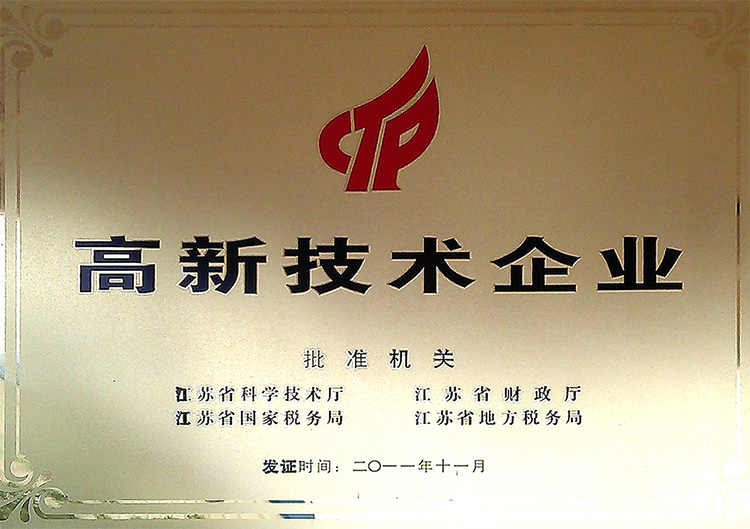 CTP
高新技术企业
批准机关
江苏省科学技术厅 江苏省财政厅
江苏省国家税务局 江苏省地方税务局
发证时间：二〇一一年十一月